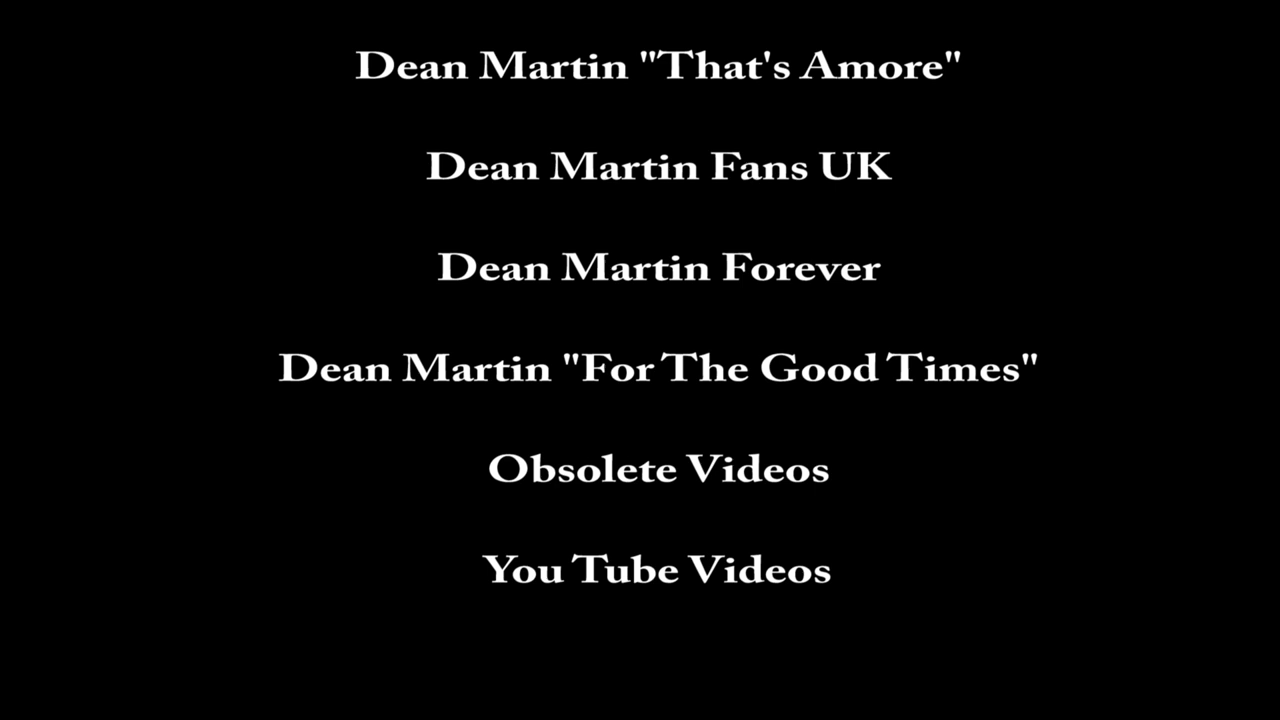 Dean Martin "That's Amore"
Dean Martin Fans UK
Dean Martin Forever
Dean Martin "For The Good Times"
Obsolete Videos
You Tube Videos